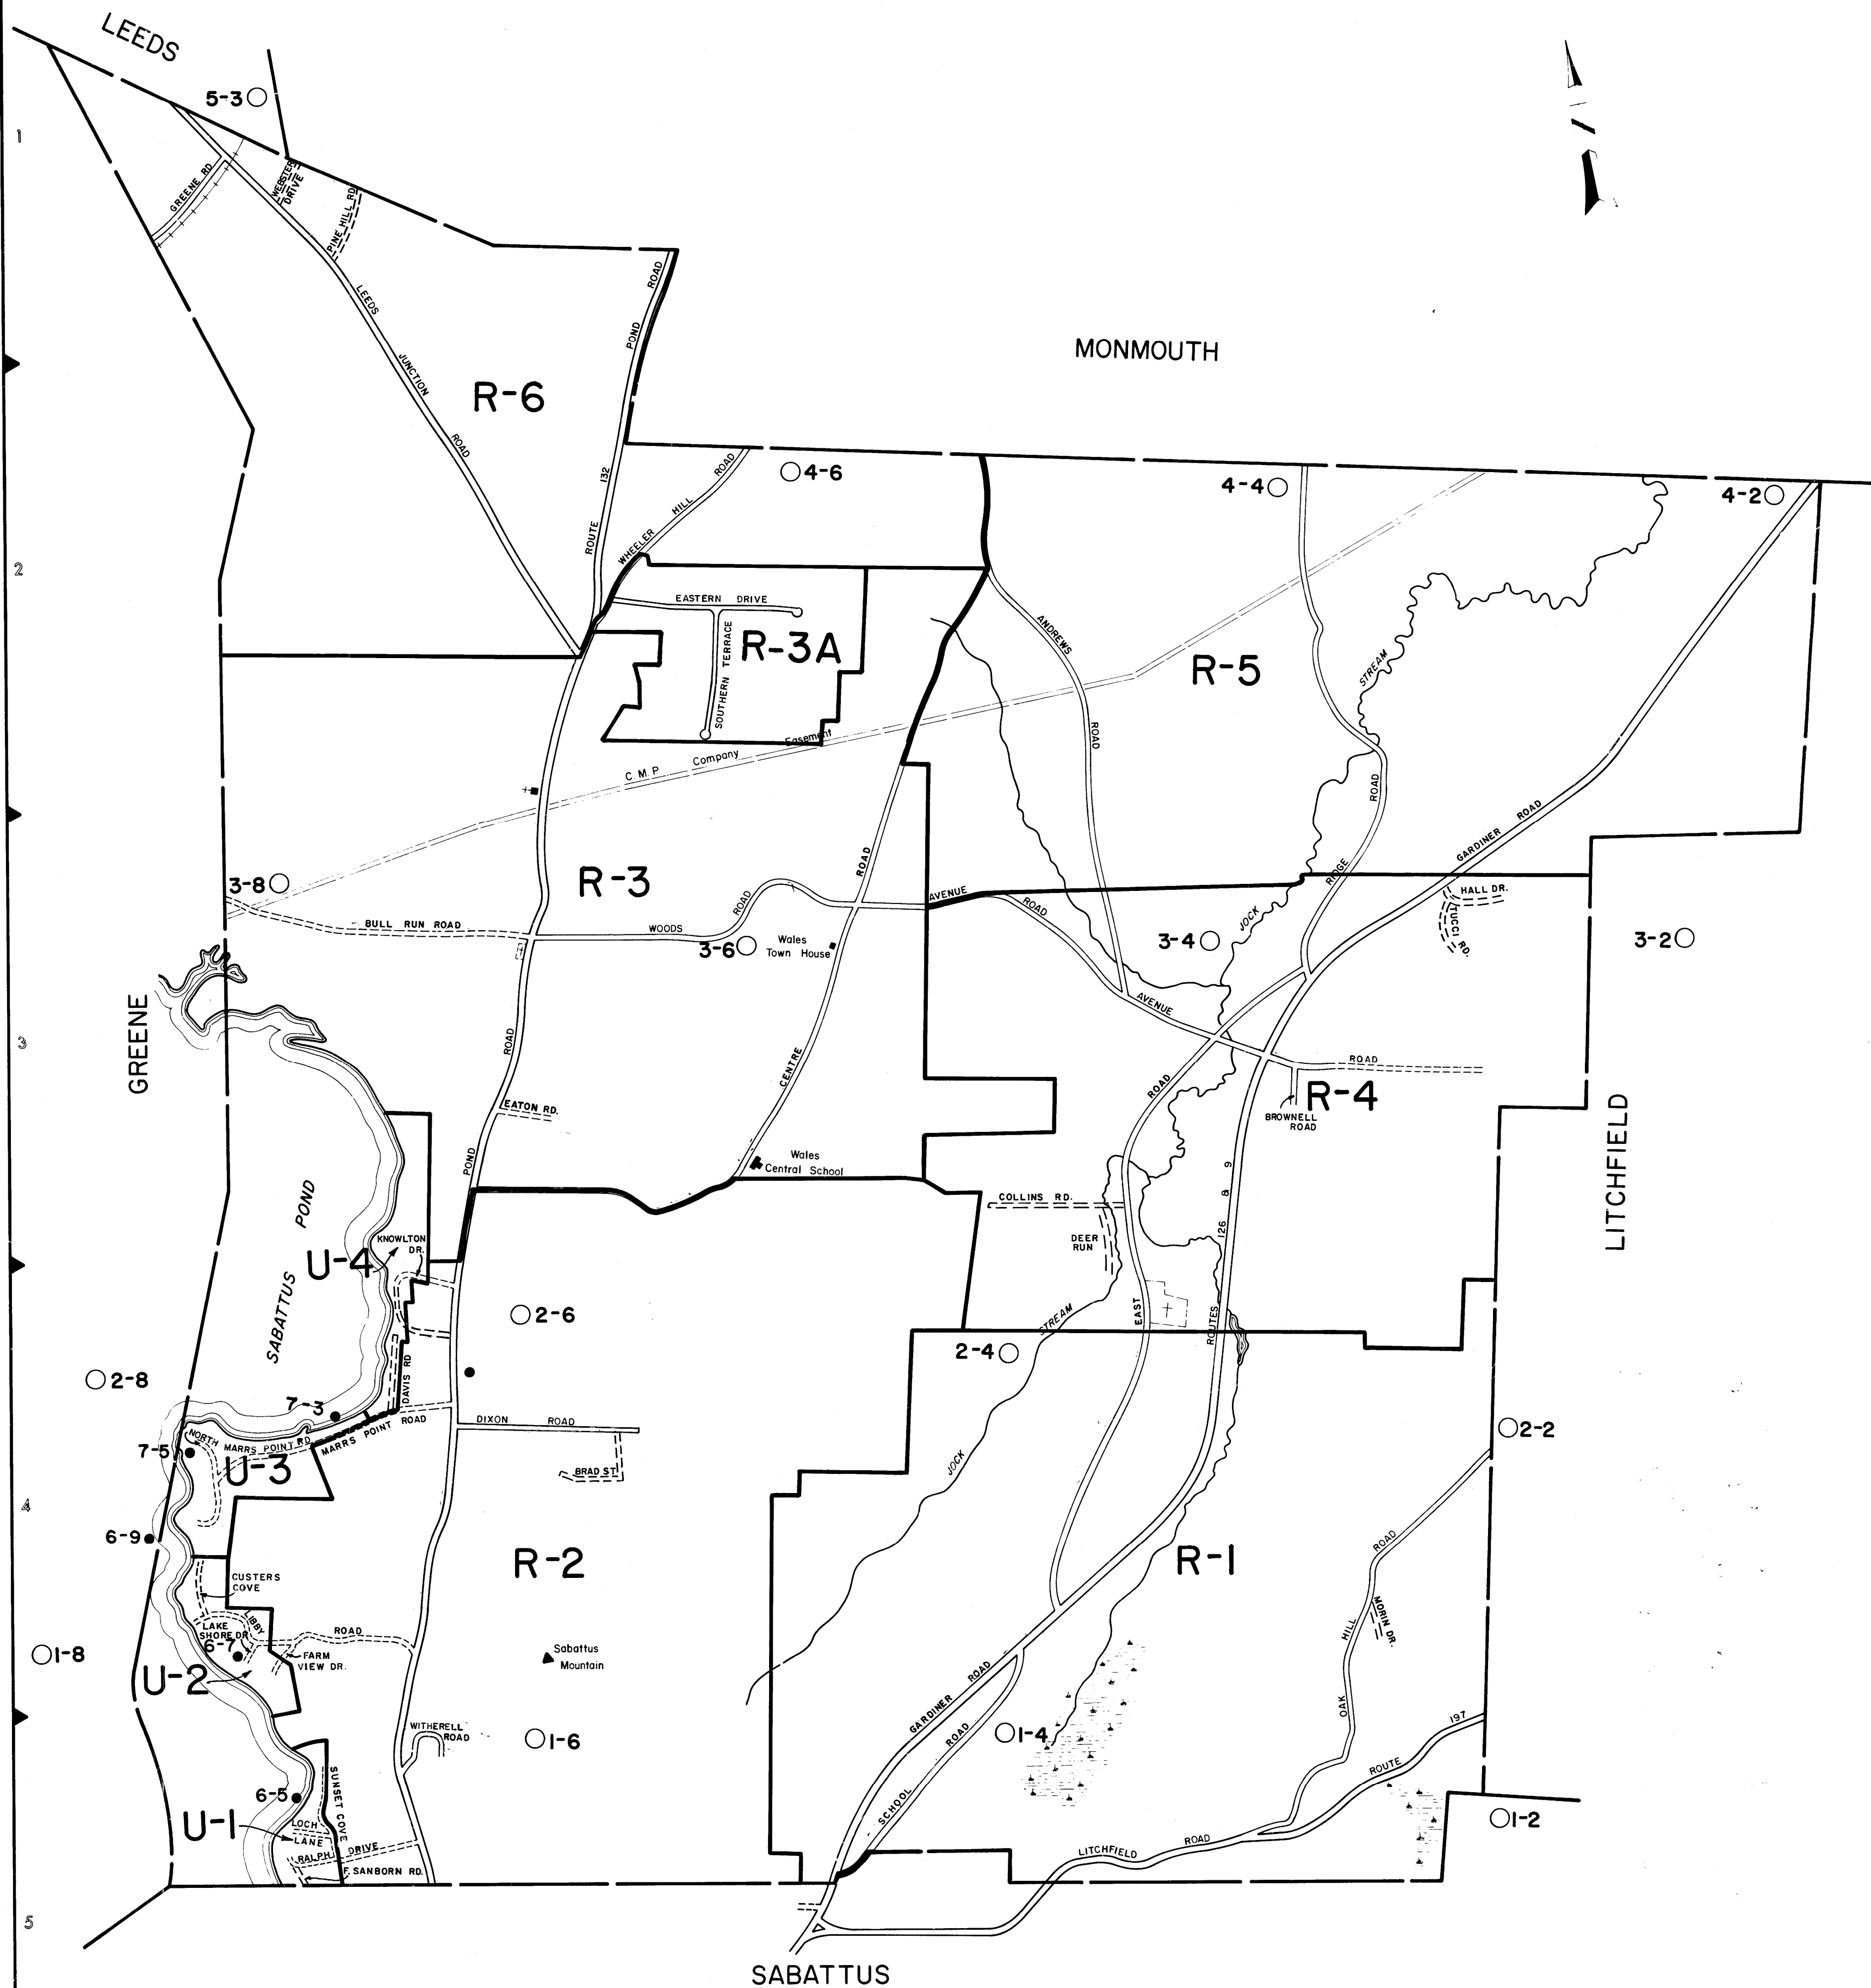 LEEDS
5-3
1
GREENE RD
WEBSTER
DRIVE
PINE HILL RD
LEEDS
JUNCTION
ROAD
R-6
ROAD
POND
132
ROUTE
MONMOUTH
WHEELER
HILL
ROAD
4-6
4-4
4-2
2
EASTERN DRIVE
SOUTHERN TERRACE
R-3A
ANDREWS
ROAD
R-5
STREAM
C.M.P. Company Easement
ROAD
RIDGE
GARDINER ROAD
R-3
ROAD
3-8
BULL RUN ROAD
WOODS
ROAD
3-6
Wales
Town House
AVENUE
ROAD
3-4
JOCK
HALL DR.
TUCCI RD.
3-2
GREENE
3
AVENUE
ROAD
ROAD
CENTRE
ROAD
R-4
BROWNELL
ROAD
EATON RD.
POND
Wales
Central School
9
8
126
ROUTES
LITCHFIELD
COLLINS RD.
DEER
RUN
EAST
STREAM
SABATTUS POND
U-4
KNOWLTON
DR.
2-6
2-4
2-8
7-3
DAVIS RD
MARRS POINT ROAD
DIXON ROAD
2-2
7-5
NORTH
MARRS POINT RD
U-3
BRAD ST
JOCK
4
6-9
R-2
R-1
ROAD
HILL
OAK
MORIN DR.
CUSTERS
COVE
LIBBY
ROAD
LAKE
SHORE DR.
6-7
FARM
VIEW DR.
1-8
U-2
Sabattus
Mountain
WITHERELL
ROAD
1-6
GARDINER ROAD
SCHOOL ROAD
1-4
197
ROUTE
6-5
SUNSET COVE
U-1
LOCH
LANE
RALPH DRIVE
F. SANBORN RD.
LITCHFIELD ROAD
1-2
5
SABATTUS